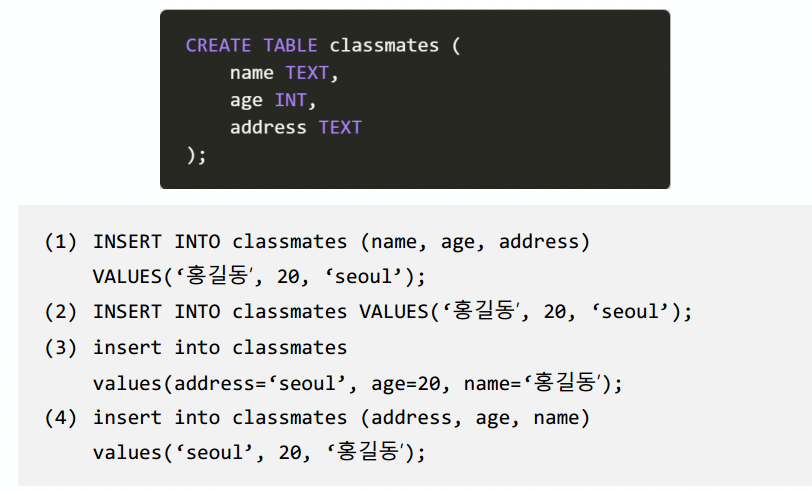 CREATE TABLE classmates (
name TEXT,
age INT,
address TEXT
);
(1) INSERT INTO classmates (name, age, address)
VALUES(‘홍길동’, 20, ‘seoul’);
(2) INSERT INTO classmates VALUES(‘홍길동’, 20, ‘seoul’);
(3) insert into classmates
values(address=‘seoul’, age=20, name=‘홍길동’);
(4) insert into classmates (address, age, name)
values(‘seoul’, 20, ‘홍길동’);